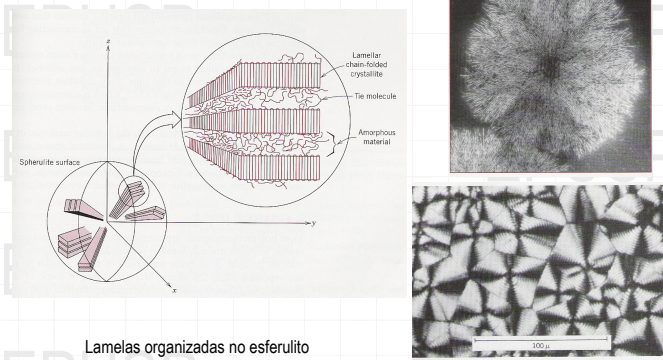 z
Lamellar
chain-folded
crystallite
Tie molecule
Amorphous
material
Spherulite surface
y
x
100 μ
Lamelas organizadas no esferulito